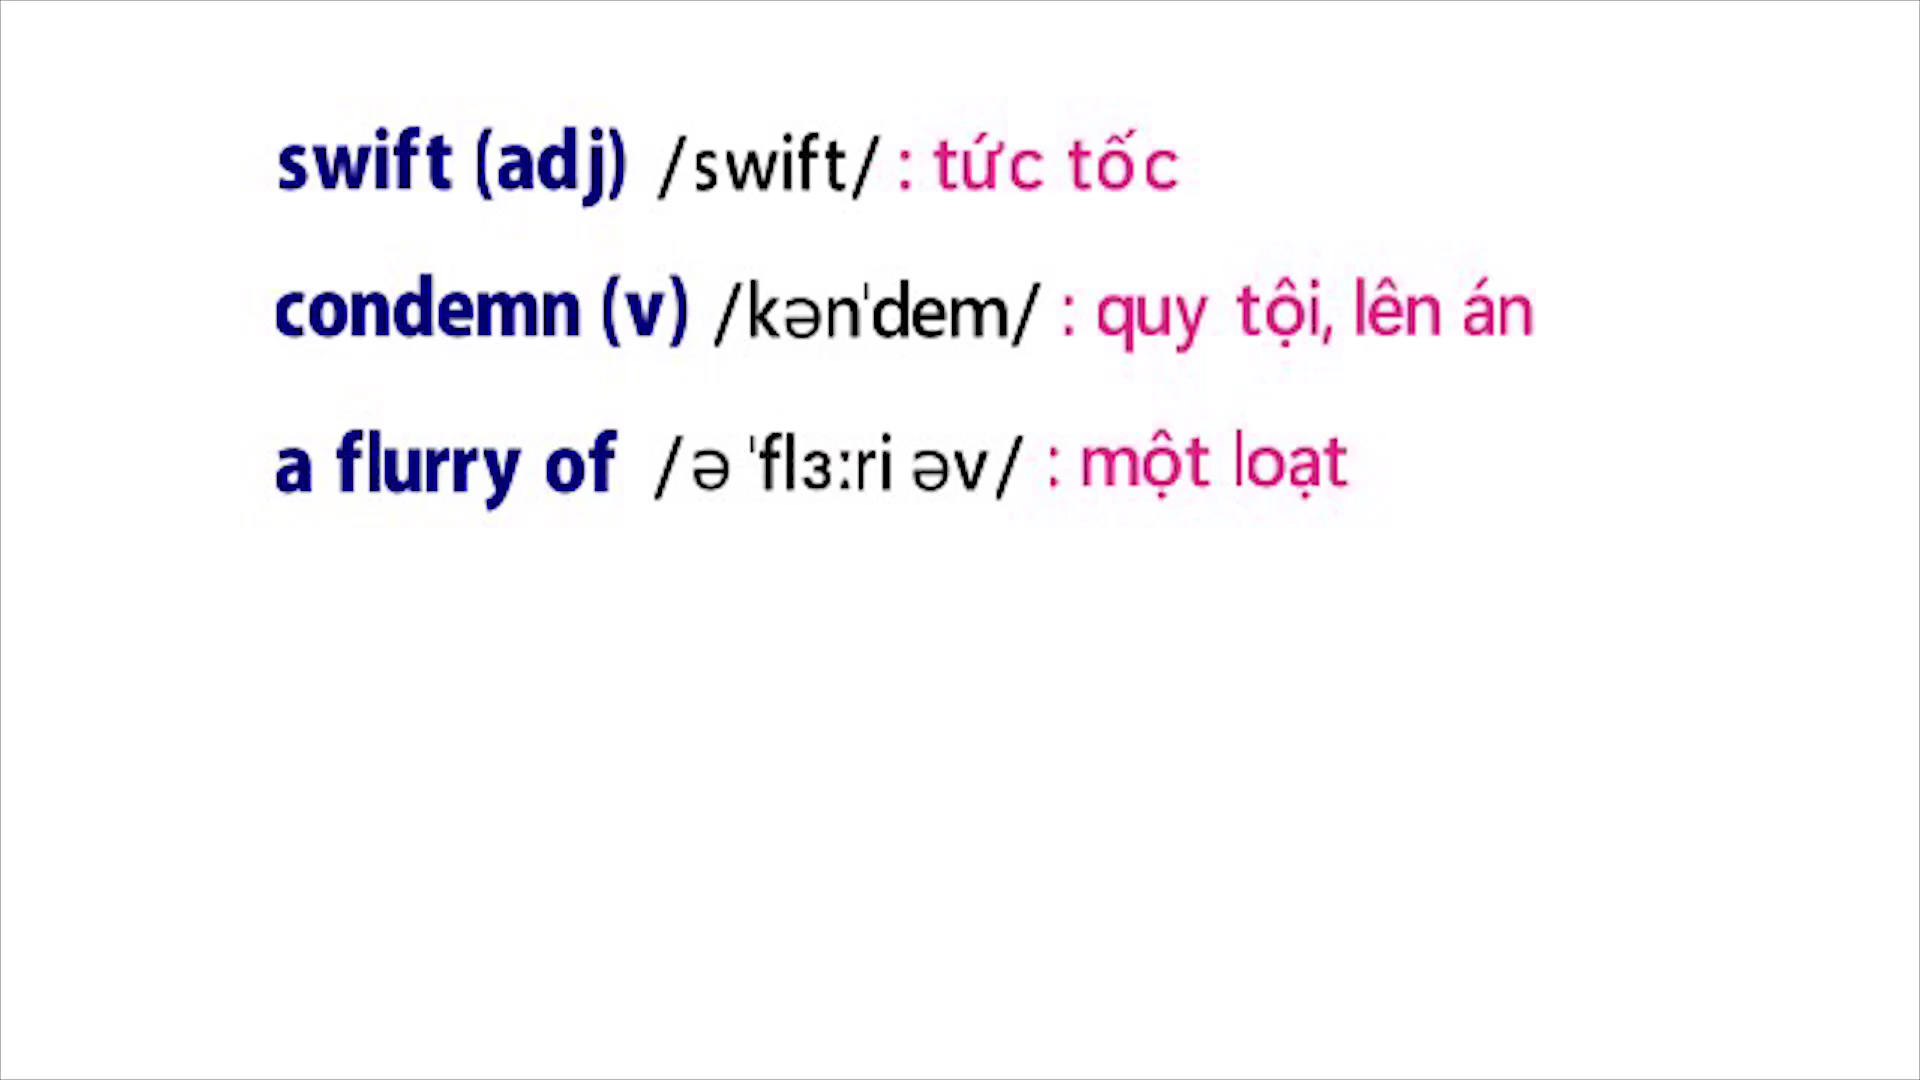 swift (adj) /swift/ : tức tốc
condemn (v) /kənˈdem/ : quy tội, lên án
a flurry of /ə ˈflɜːri əv/ : một loạt